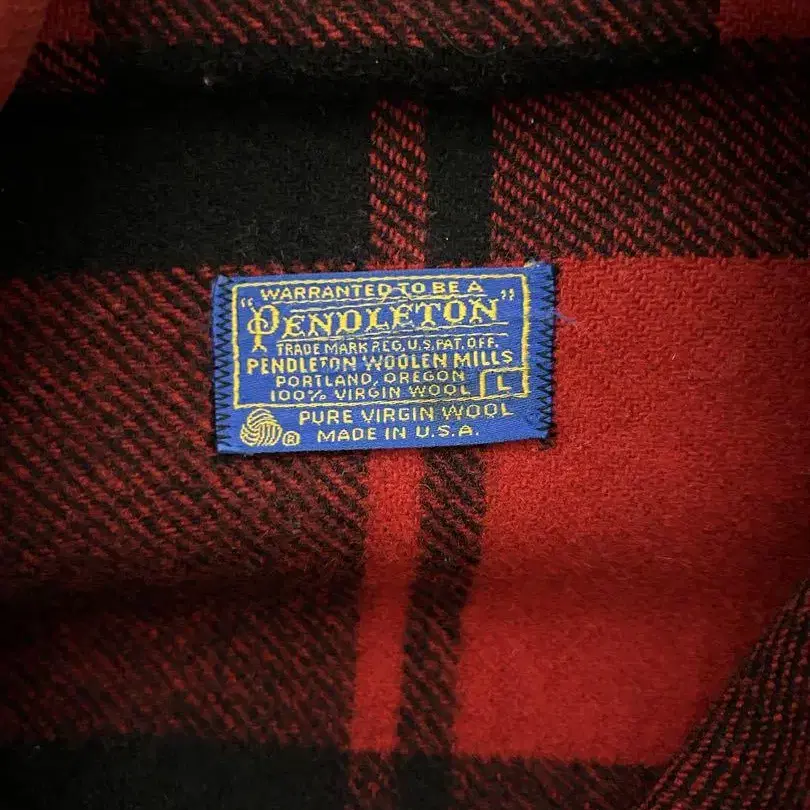 WARRANTED TO BE A
"PENDLETON"
TRADE MARK REG. U.S. PAT. OFF.
PENDLETON WOOLEN MILLS
PORTLAND, OREGON
100% VIRGIN WOOL L
PURE VIRGIN WOOL
® MADE IN U.S.A.